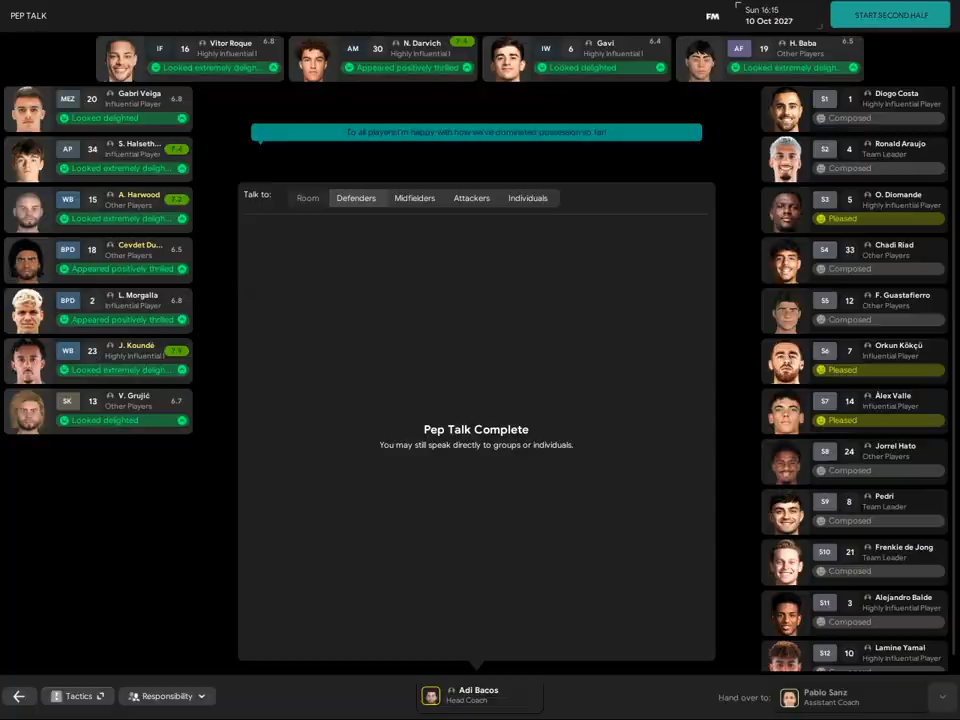 PEP TALK
FM
Sun 16:15
10 Oct 2027
START SECOND HALF
IF 16 Vitor Roque 6.8
Highly Influential I
Looked extremely deligh...
AM 30 N. Darvich
Highly Influential I
Appeared positively thrilled
IW 6 Gavi 6.4
Highly Influential I
Looked delighted
AF 19 H. Baba 6.5
Other Players
Looked extremely deligh...
MEZ 20 Gabri Veiga 6.8
Influential Player
Looked delighted
AP 34 S. Halseth...
Influential Player
Looked extremely deligh...
WB 15 A. Harwood 7.2
Other Players
Looked extremely deligh...
BPD 18 Cevdet Du... 6.5
Other Players
Appeared positively thrilled
BPD 2 L. Morgalla 6.8
Influential Player
Appeared positively thrilled
WB 23 J. Koundé
Highly Influential I
Looked extremely deligh...
SK 13 V. Grujić 6.7
Other Players
Looked delighted
To all players: I'm happy with how we've dominated possession so far!
Talk to: Room Defenders Midfielders Attackers Individuals
Pep Talk Complete
You may still speak directly to groups or individuals.
S1 1 Diogo Costa
Highly Influential Player
Composed
S2 4 Ronald Araujo
Team Leader
Composed
S3 5 O. Diomande
Highly Influential Player
Pleased
S4 33 Chadi Riad
Other Players
Composed
S5 12 F. Guastafierro
Other Players
Composed
S6 7 Orkun Kökçü
Influential Player
Pleased
S7 14 Álex Valle
Influential Player
Pleased
S8 24 Jorrel Hato
Other Players
Composed
S9 8 Pedri
Team Leader
Composed
S10 21 Frenkie de Jong
Team Leader
Composed
S11 3 Alejandro Balde
Highly Influential Player
Composed
S12 10 Lamine Yamal
Highly Influential Player
Tactics
Responsibility
Adi Bacos
Head Coach
Hand over to:
Pablo Sanz
Assistant Coach